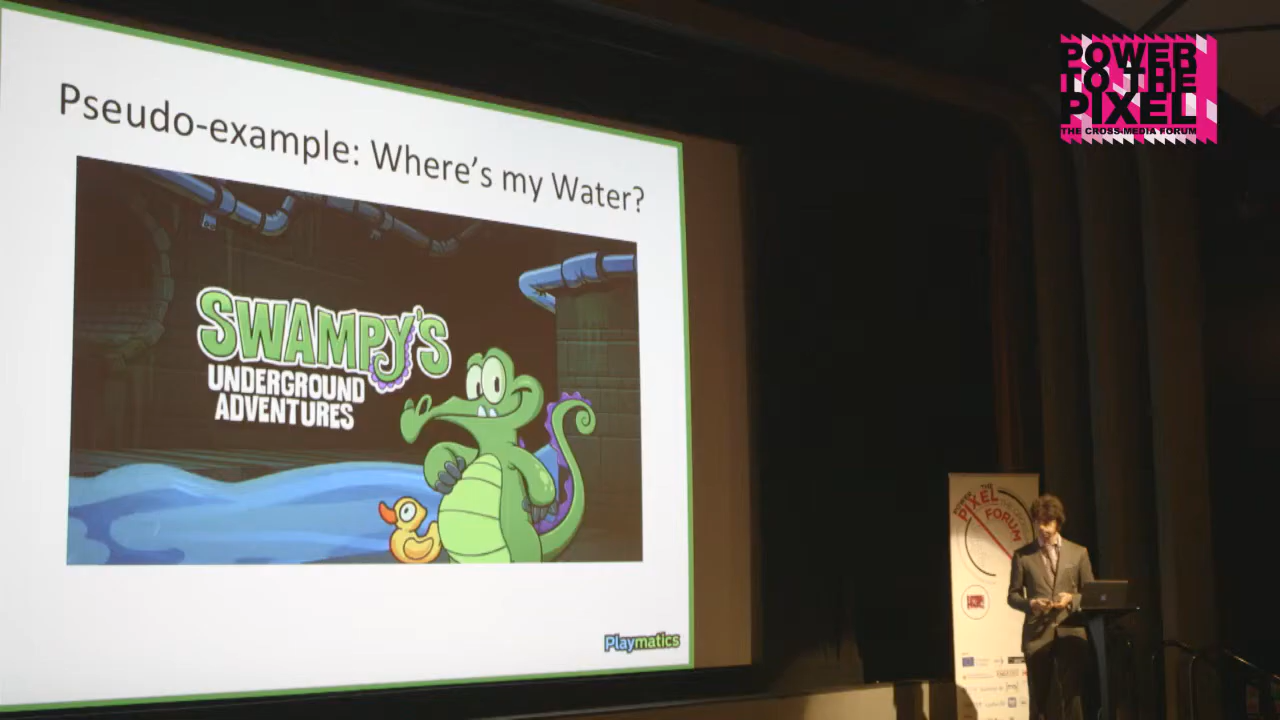 POWER
TO THE
PIXEL
THE CROSS-MEDIA FORUM
Pseudo-example: Where's my Water?
SWAMPY'S
UNDERGROUND
ADVENTURES
Playmatics
THE
PIXEL
FORUM